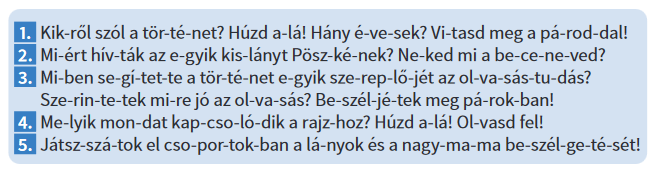 1. Kik-ről szól a tör-té-net? Húzd a-lá! Hány é-ve-sek? Vi-tasd meg a pá-rod-dal!
2. Mi-ért hív-ták az e-gyik kis-lányt Pösz-ké-nek? Ne-ked mi a be-ce-ne-ved?
3. Mi-ben se-gí-tet-te a tör-té-net e-gyik sze-rep-lő-jét az ol-va-sás-tu-dás?
Sze-rin-te-tek mi-re jó az ol-va-sás? Be-szél-jé-tek meg pá-rok-ban!
4. Me-lyik mon-dat kap-cso-ló-dik a rajz-hoz? Húzd a-lá! Ol-vasd fel!
5. Játsz-szá-tok el cso-por-tok-ban a lá-nyok és a nagy-ma-ma be-szél-ge-té-sét!